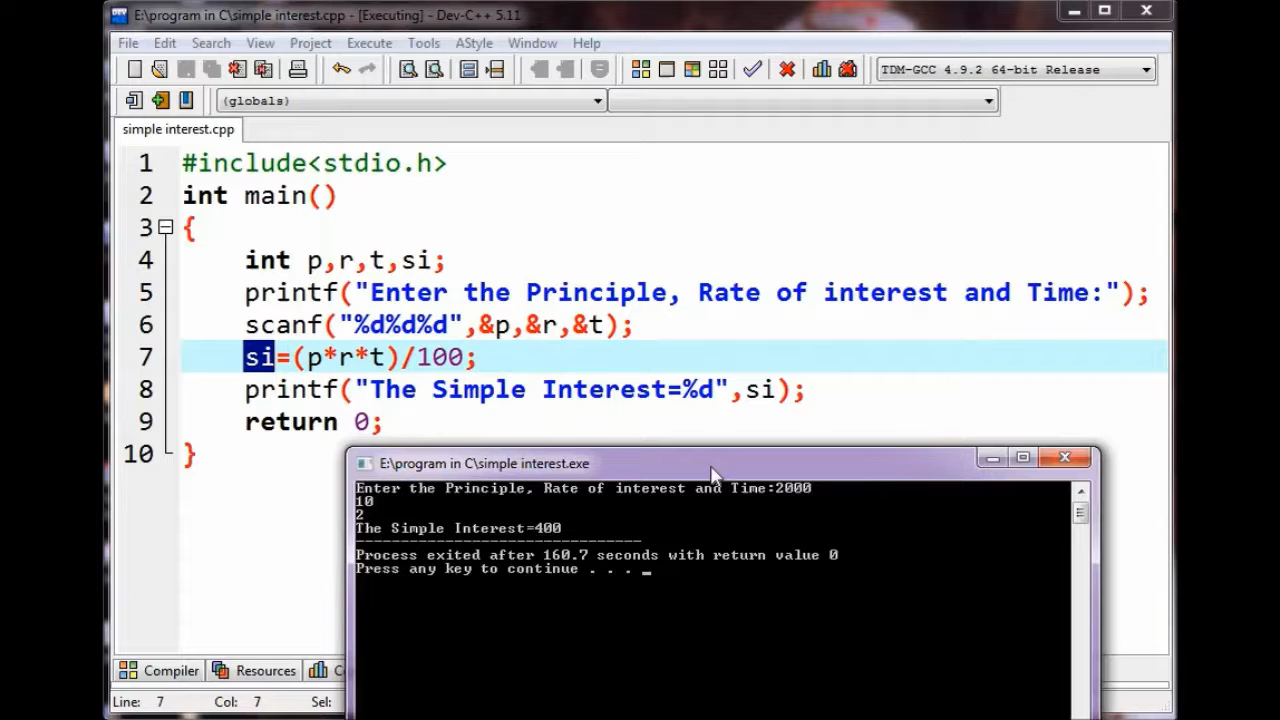 E:\program in C\simple interest.cpp - [Executing] - Dev-C++ 5.11
File Edit Search View Project Execute Tools AStyle Window Help
TDM-GCC 4.9.2 64-bit Release
(globals)
simple interest.cpp
1 #include<stdio.h>
2 int main()
3 {
4 int p,r,t,si;
5 printf("Enter the Principle, Rate of interest and Time:");
6 scanf("%d%d%d",&p,&r,&t);
7 si=(p*r*t)/100;
8 printf("The Simple Interest=%d",si);
9 return 0;
10 }
E:\program in C\simple interest.exe
Enter the Principle, Rate of interest and Time:2000
10
2
The Simple Interest=400
--------------------------------
Process exited after 160.7 seconds with return value 0
Press any key to continue . . . _
Compiler Resources
Line: 7 Col: 7 Sel: